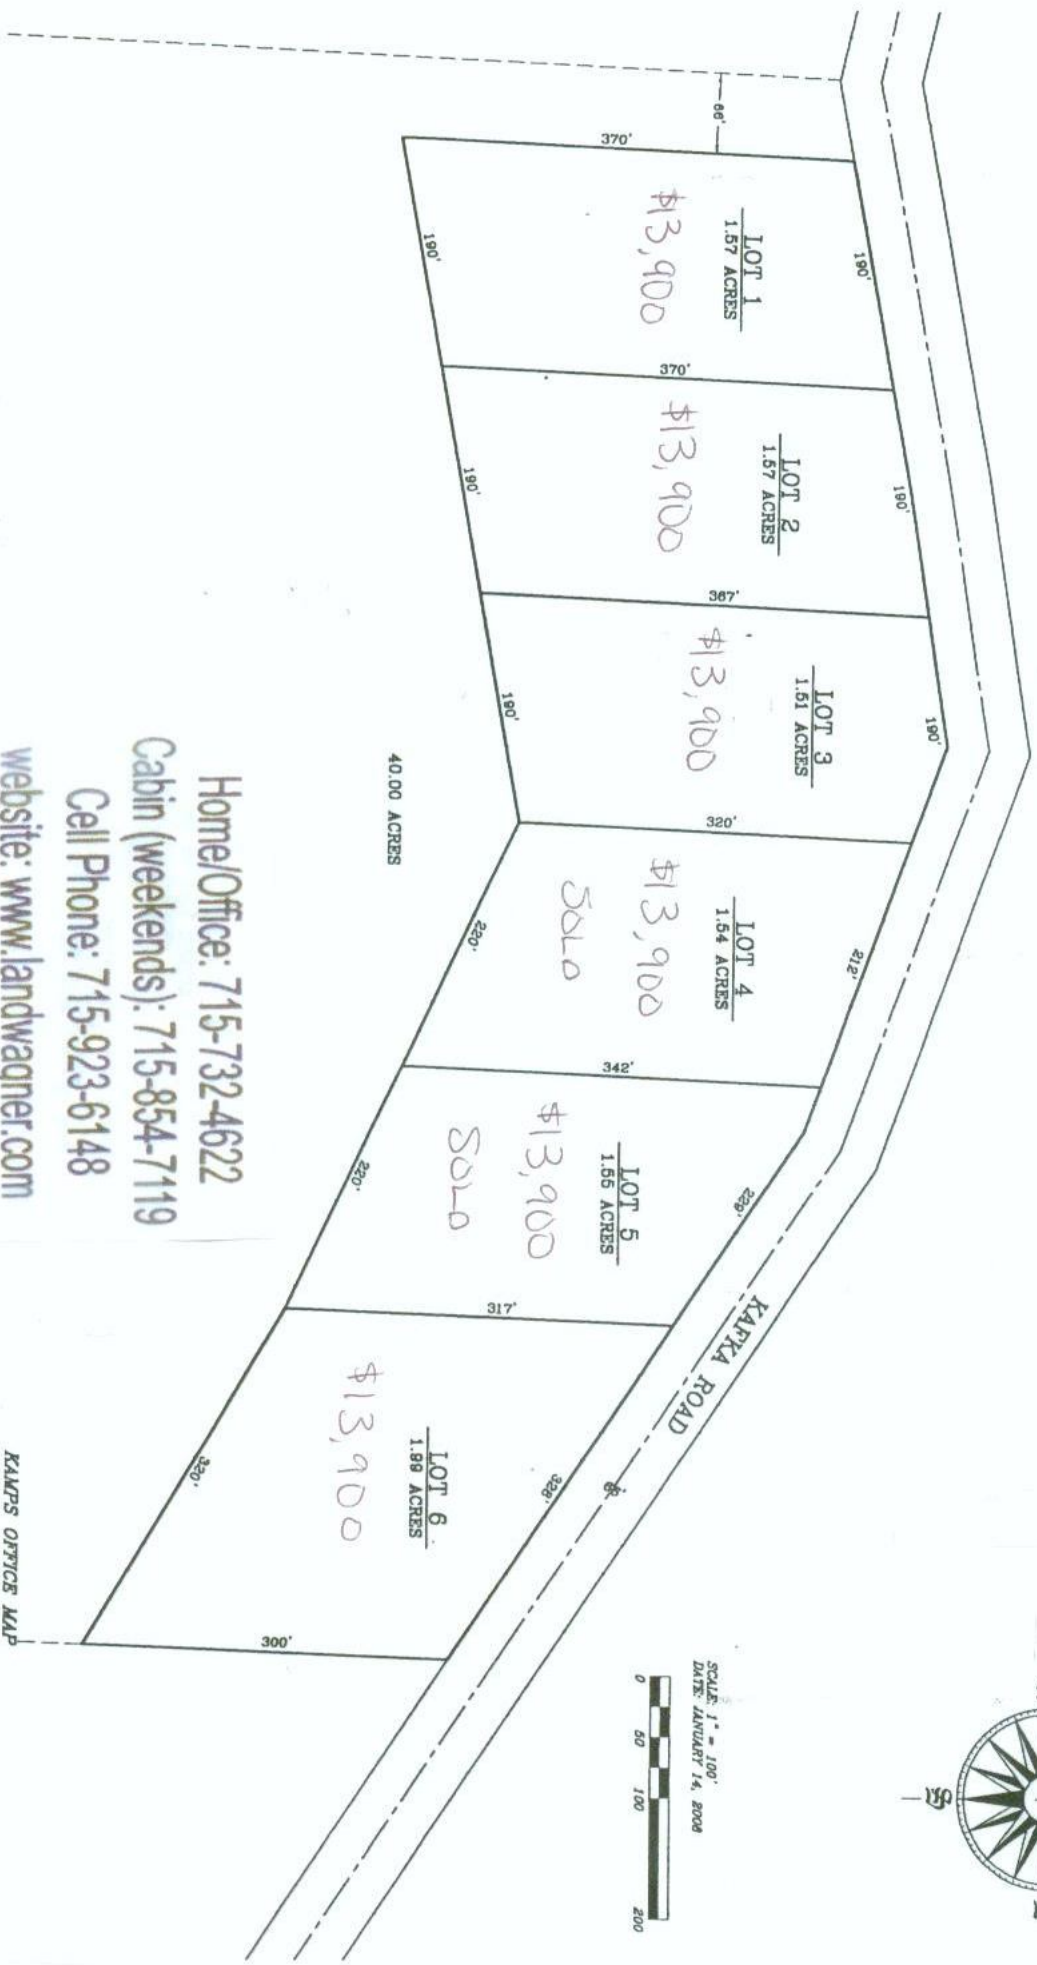 66'
370'
190'
190'
LOT 1
1.57 ACRES
$13,900
370'
190'
190'
LOT 2
1.57 ACRES
$13,900
367'
190'
190'
LOT 3
1.51 ACRES
$13,900
320'
212'
220'
LOT 4
1.54 ACRES
$13,900
SOLD
342'
229'
220'
LOT 5
1.55 ACRES
$13,900
SOLD
317'
328'
320'
LOT 6
1.99 ACRES
$13,900
300'
KAFKA ROAD
66'
40.00 ACRES
Home/Office: 715-732-4622
Cabin (weekends): 715-854-7119
Cell Phone: 715-923-6148
website: www.landwagner.com
SCALE: 1" = 100'
DATE: JANUARY 14, 2008
0 50 100 200
KAMPS OFFICE MAP